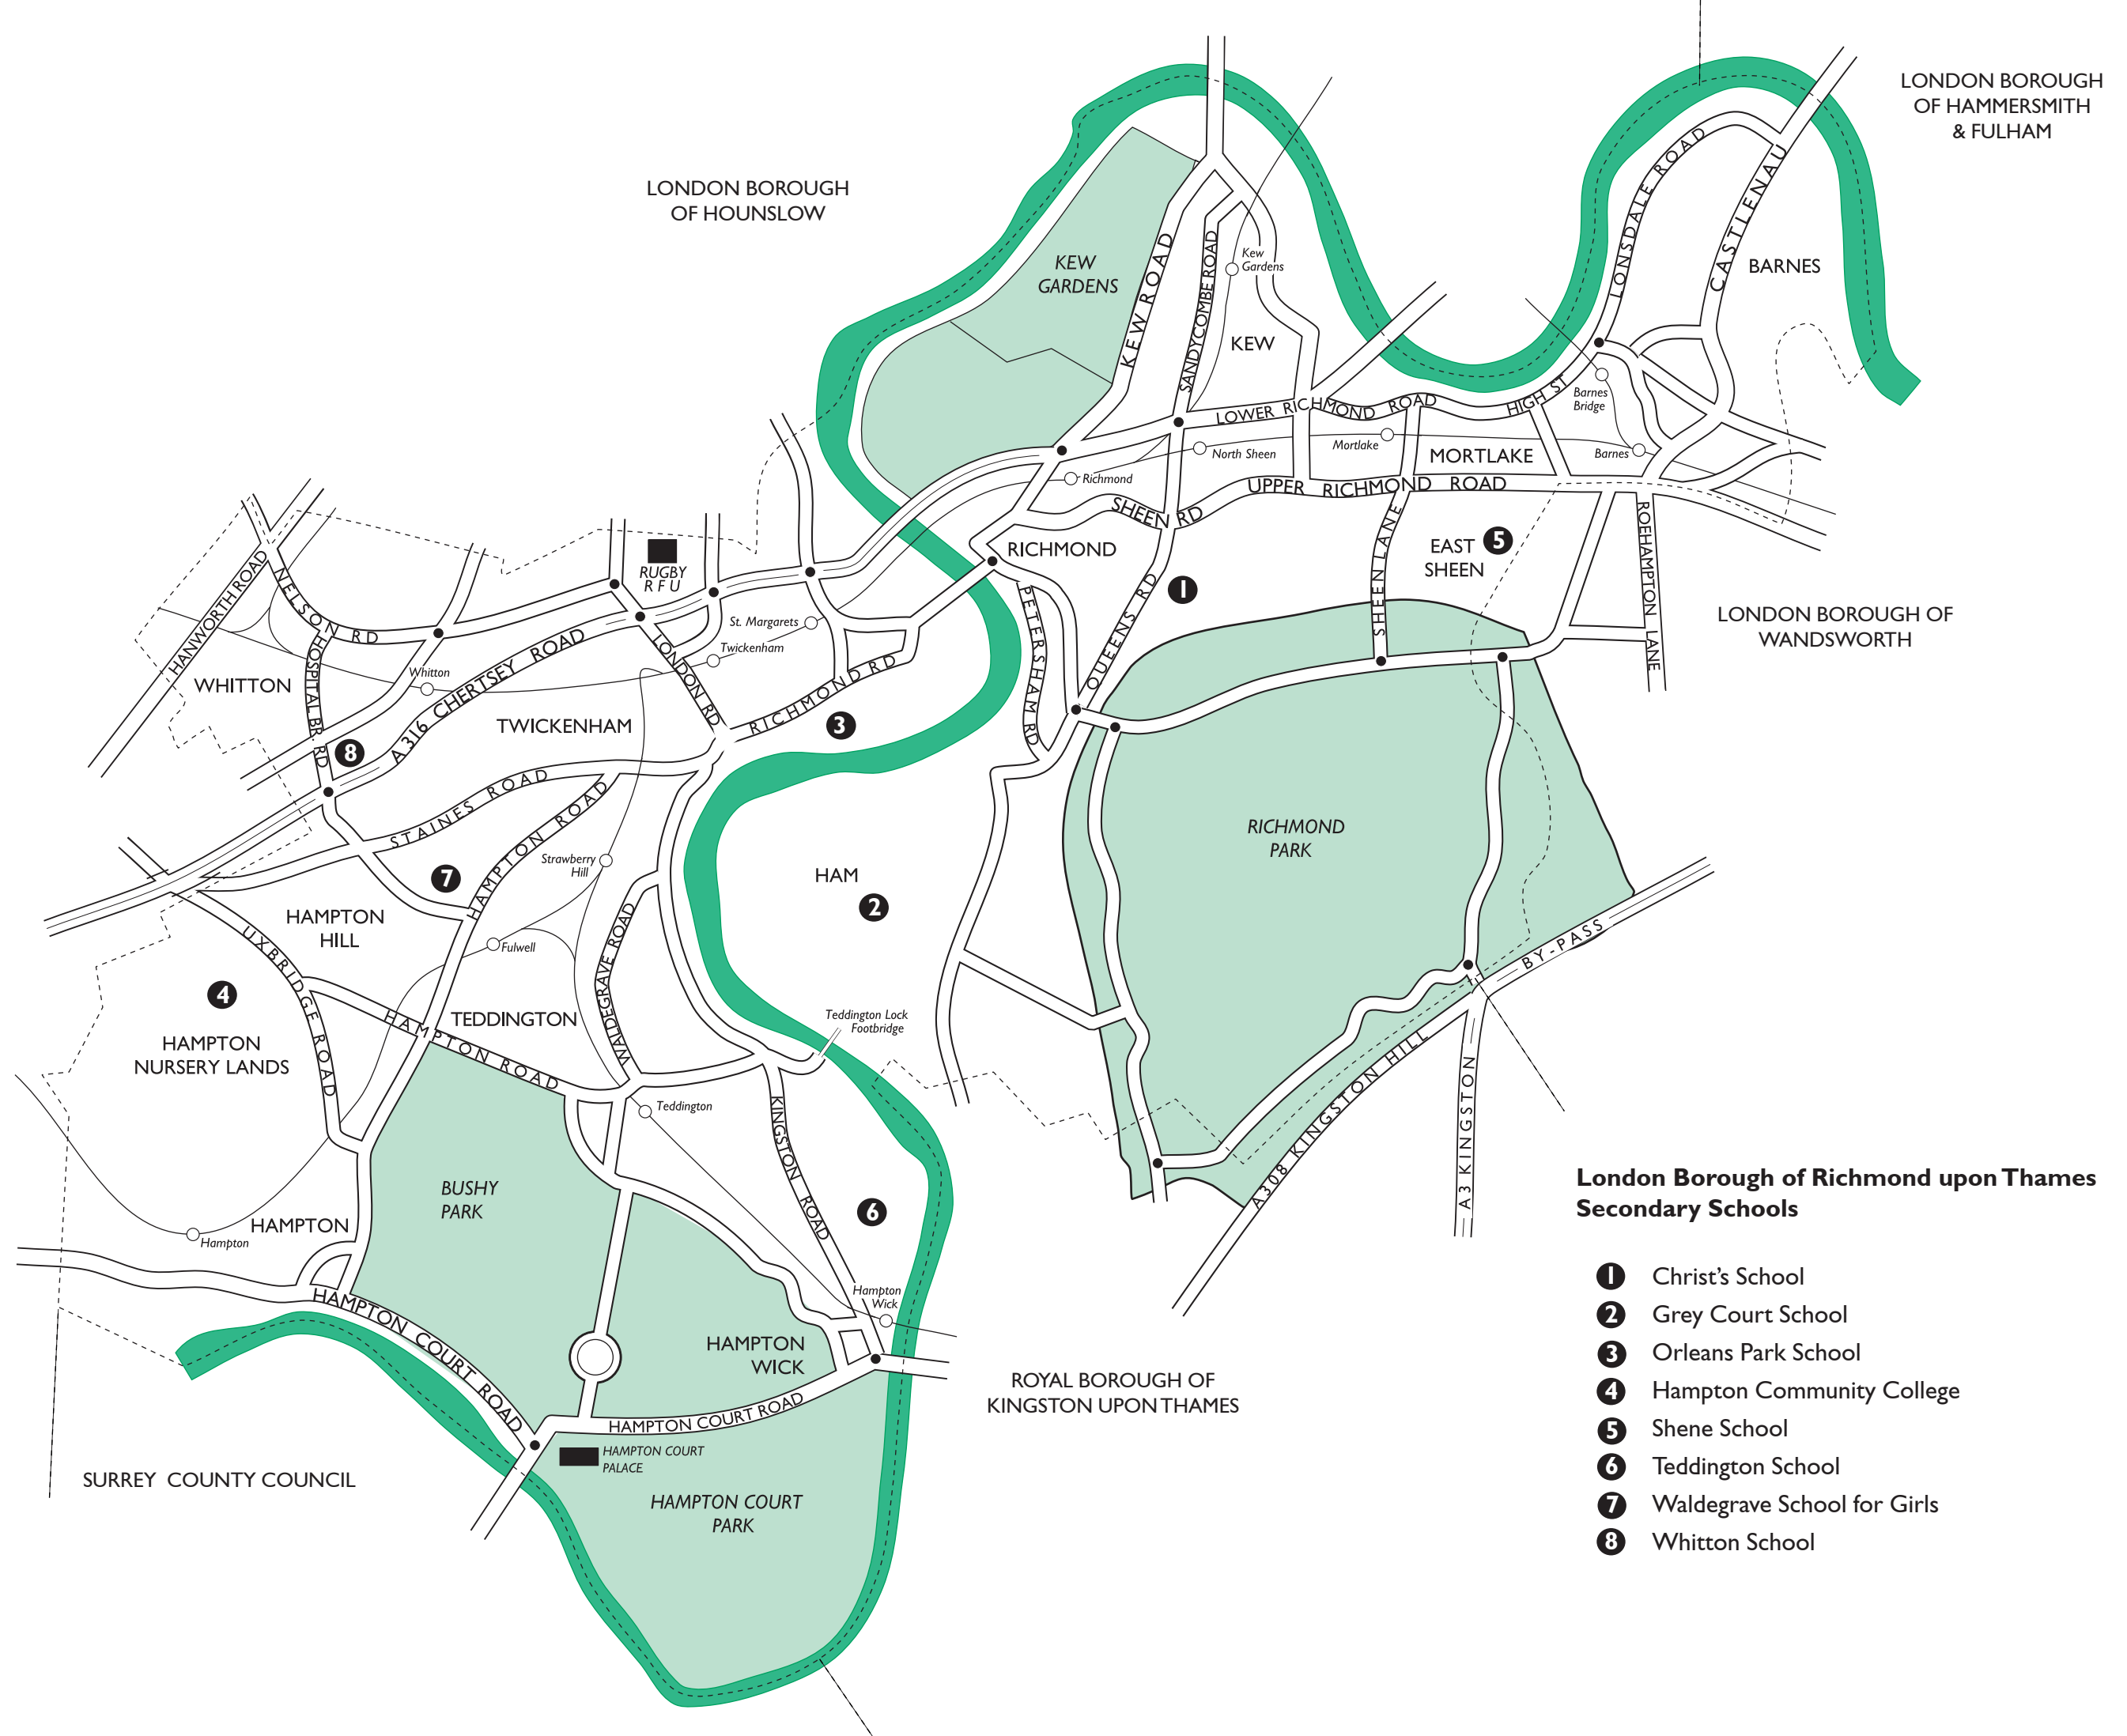 LONDON BOROUGH
OF HAMMERSMITH
& FULHAM
LONDON BOROUGH
OF HOUNSLOW
KEW
GARDENS
KEW ROAD
SANDYCOMBE ROAD
Kew
Gardens
KEW
LONSDALE ROAD
CASTLENAU
BARNES
LOWER RICHMOND ROAD
HIGH ST
Barnes
Bridge
Mortlake
North Sheen
Richmond
MORTLAKE
Barnes
UPPER RICHMOND ROAD
SHEEN RD
RICHMOND
EAST
SHEEN
5
SHEEN LANE
ROEHAMPTON LANE
LONDON BOROUGH OF
WANDSWORTH
1
QUEENS RD
PETERSHAM RD
RUGBY
R F U
St. Margarets
Twickenham
LONDON RD
RICHMOND RD
3
HANWORTH ROAD
NELSON RD
HOSPITAL BR RD
WHITTON
Whitton
8
A316 CHERTSEY ROAD
TWICKENHAM
STAINES ROAD
HAMPTON ROAD
7
Strawberry
Hill
HAM
2
RICHMOND
PARK
BY-PASS
HAMPTON
HILL
Fulwell
UXBRIDGE ROAD
WALDEGRAVE ROAD
4
HAMPTON
NURSERY LANDS
TEDDINGTON
HAMPTON ROAD
Teddington Lock
Footbridge
Teddington
KINGSTON ROAD
A308 KINGSTON HILL
A3 KINGSTON
BUSHY
PARK
6
HAMPTON
Hampton
HAMPTON COURT ROAD
Hampton
Wick
HAMPTON
WICK
HAMPTON COURT ROAD
HAMPTON COURT
PALACE
HAMPTON COURT
PARK
SURREY COUNTY COUNCIL
ROYAL BOROUGH OF
KINGSTON UPON THAMES
London Borough of Richmond upon Thames
Secondary Schools
1 Christ's School
2 Grey Court School
3 Orleans Park School
4 Hampton Community College
5 Shene School
6 Teddington School
7 Waldegrave School for Girls
8 Whitton School